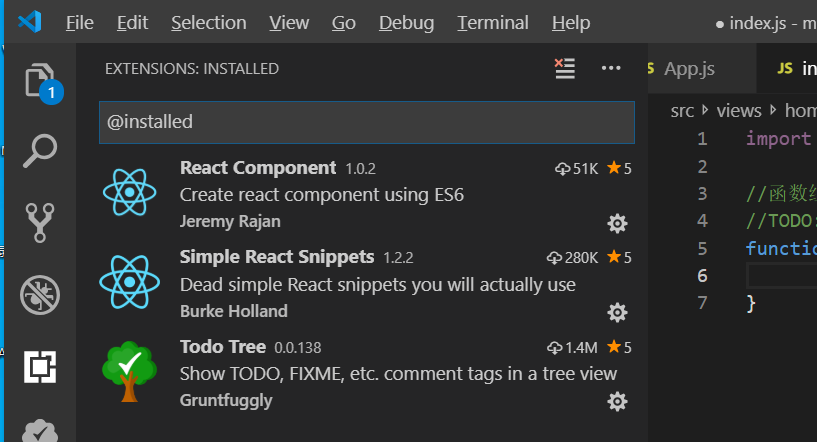 File Edit Selection View Go Debug Terminal Help ● index.js - m
EXTENSIONS: INSTALLED
@installed
React Component 1.0.2 51K ★5
Create react component using ES6
Jeremy Rajan
Simple React Snippets 1.2.2 280K ★5
Dead simple React snippets you will actually use
Burke Holland
Todo Tree 0.0.138 1.4M ★5
Show TODO, FIXME, etc. comment tags in a tree view
Gruntfuggly
1
JS App.js JS in
src > views > hom
1 import
2
3 //函数组
4 //TODO:
5 functio
6
7 }